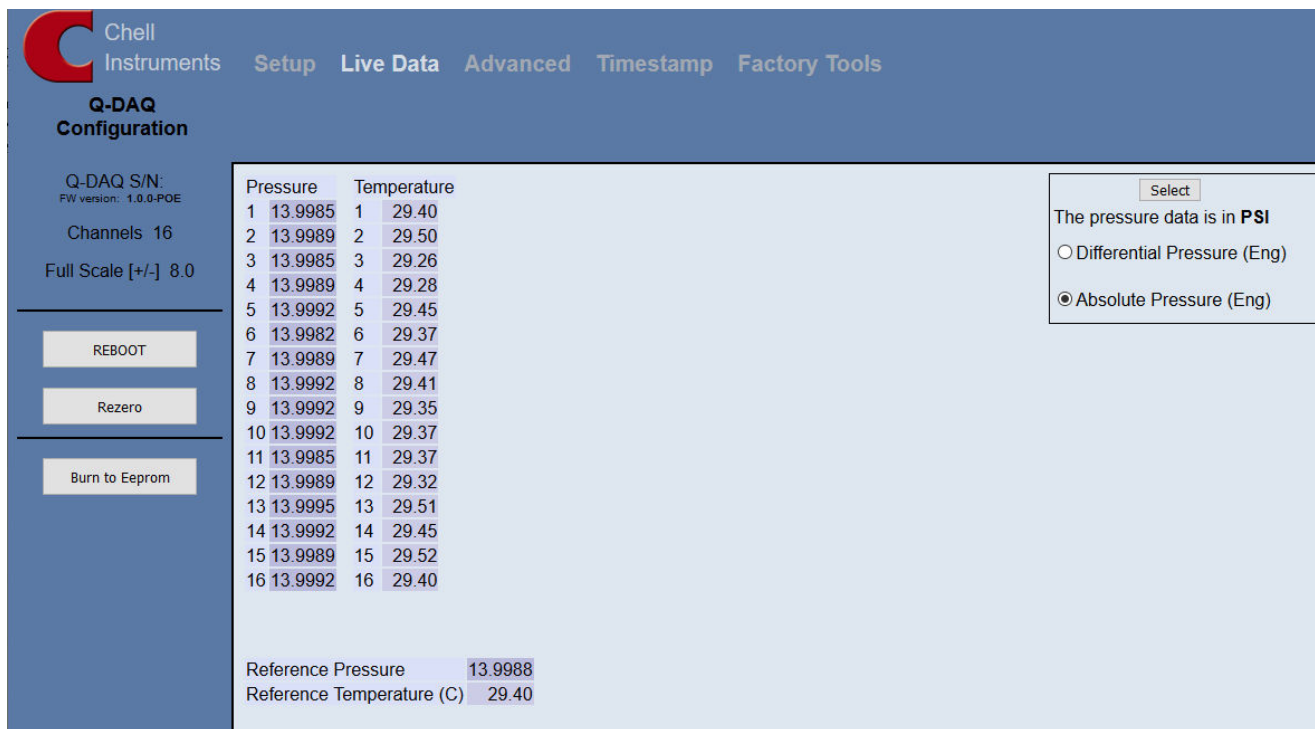 Chell
Instruments
Setup Live Data Advanced Timestamp Factory Tools
Q-DAQ
Configuration
Q-DAQ S/N:
FW version: 1.0.0-POE
Channels 16
Full Scale [+/-] 8.0
REBOOT
Rezero
Burn to Eeprom
Pressure Temperature
1 13.9985 1 29.40
2 13.9989 2 29.50
3 13.9985 3 29.26
4 13.9989 4 29.28
5 13.9992 5 29.45
6 13.9982 6 29.37
7 13.9989 7 29.47
8 13.9992 8 29.41
9 13.9992 9 29.35
10 13.9992 10 29.37
11 13.9985 11 29.37
12 13.9989 12 29.32
13 13.9995 13 29.51
14 13.9992 14 29.45
15 13.9989 15 29.52
16 13.9992 16 29.40
Reference Pressure 13.9988
Reference Temperature (C) 29.40
Select
The pressure data is in PSI
Differential Pressure (Eng)
Absolute Pressure (Eng)